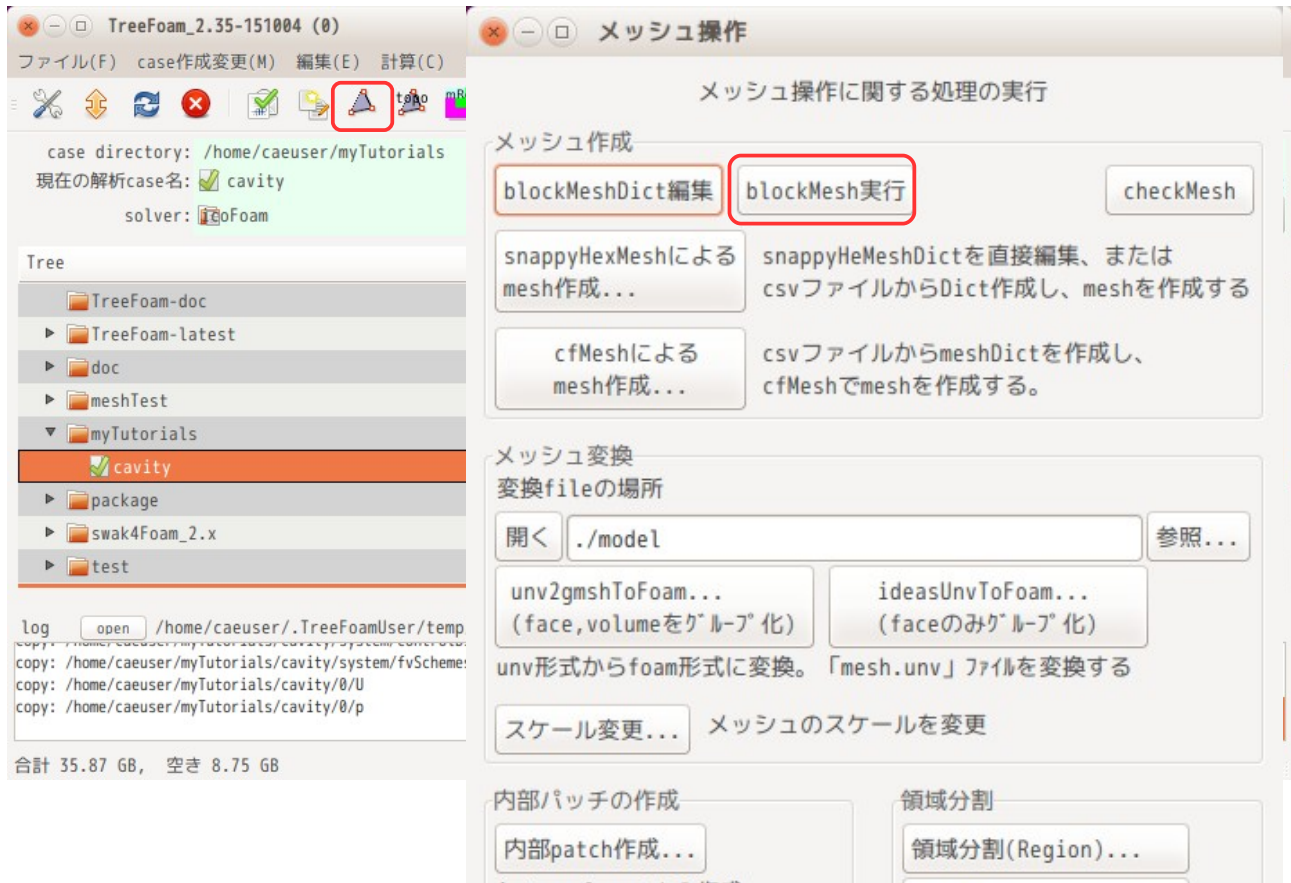 TreeFoam_2.35-151004 (0)
ファイル(F) case作成変更(M) 編集(E) 計算(C)
topo
case directory: /home/caeuser/myTutorials
現在の解析case名: cavity
solver: icoFoam
Tree
TreeFoam-doc
TreeFoam-latest
doc
meshTest
myTutorials
cavity
package
swak4Foam_2.x
test
log open /home/caeuser/.TreeFoamUser/temp
copy: /home/caeuser/myTutorials/cavity/system/controlDi
copy: /home/caeuser/myTutorials/cavity/system/fvSchemes
copy: /home/caeuser/myTutorials/cavity/0/U
copy: /home/caeuser/myTutorials/cavity/0/p
合計 35.87 GB, 空き 8.75 GB
メッシュ操作
メッシュ操作に関する処理の実行
メッシュ作成
blockMeshDict編集 blockMesh実行 checkMesh
snappyHexMeshによる
mesh作成...
snappyHeMeshDictを直接編集、または
csvファイルからDict作成し、meshを作成する
cfMeshによる
mesh作成...
csvファイルからmeshDictを作成し、
cfMeshでmeshを作成する。
メッシュ変換
変換fileの場所
開く ./model 参照...
unv2gmshToFoam...
(face,volumeをｸﾞﾙｰﾌﾟ化)
ideasUnvToFoam...
(faceのみｸﾞﾙｰﾌﾟ化)
unv形式からfoam形式に変換。「mesh.unv」ﾌｧｲﾙを変換する
スケール変更... メッシュのスケールを変更
内部パッチの作成
内部patch作成...
領域分割
領域分割(Region)...